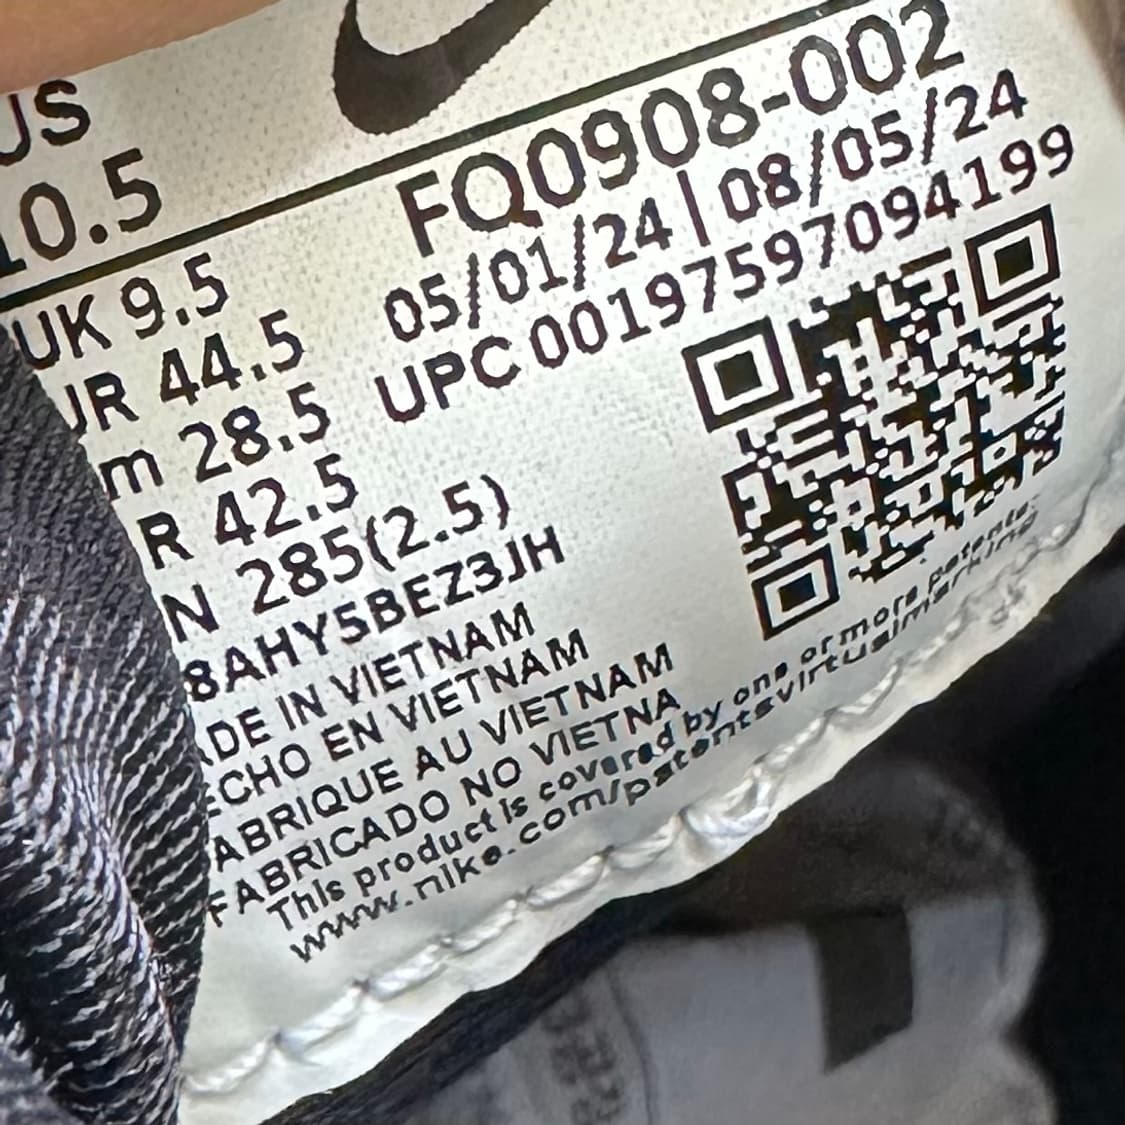 US
10.5
FQ0908-002
05/01/24 | 08/05/24
UPC 00197597094199
UK 9.5
UR 44.5
m 28.5
R 42.5
N 285(2.5)
8AHY5BEZ3JH
ADE IN VIETNAM
ECHO EN VIETNAM
ABRIQUE AU VIETNAM
FABRICADO NO VIETNA
This product is covered by one or more patents.
www.nike.com/patentsvirtualmarking